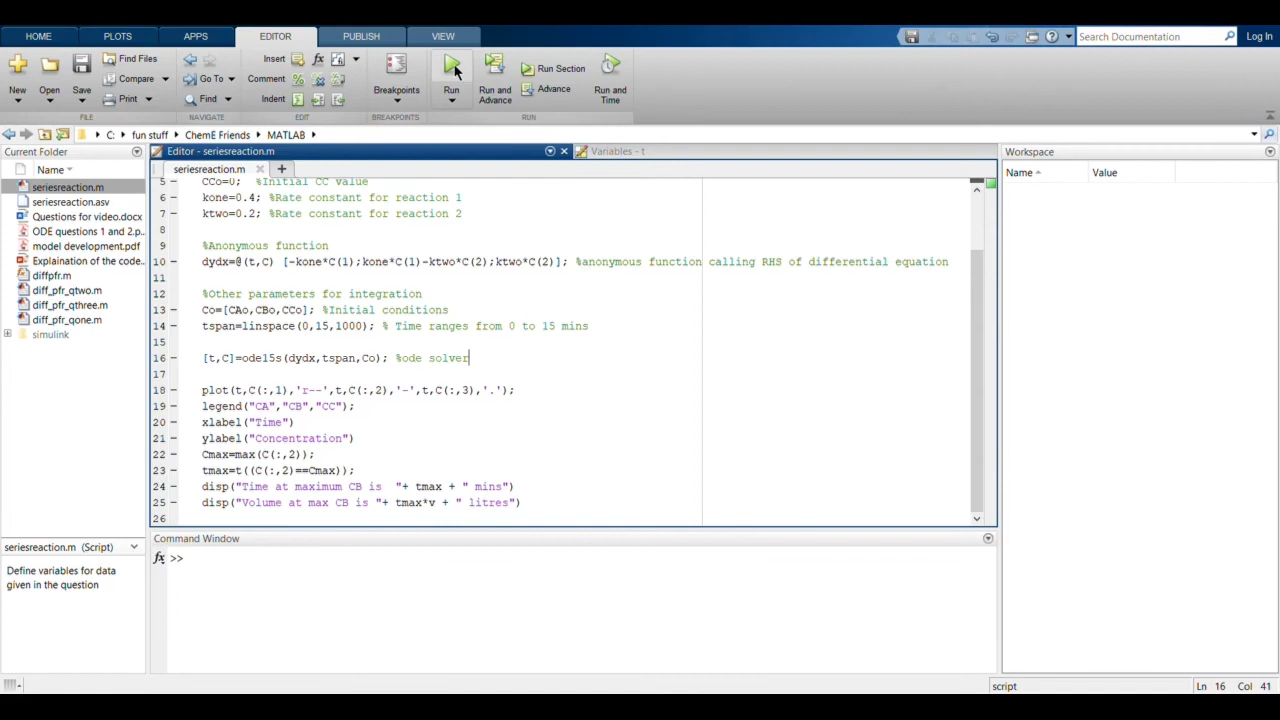 HOME PLOTS APPS EDITOR PUBLISH VIEW Search Documentation Log In
New Open Save Find Files Compare Print
Go To Find
Insert fx Comment Indent
Breakpoints Run Run and Advance Run Section Advance Run and Time
FILE NAVIGATE EDIT BREAKPOINTS RUN
C: fun stuff ChemE Friends MATLAB
Current Folder
Name
seriesreaction.m
seriesreaction.asv
Questions for video.docx
ODE questions 1 and 2.p...
model development.pdf
Explaination of the code...
diffpfr.m
diff_pfr_qtwo.m
diff_pfr_qthree.m
diff_pfr_qone.m
simulink
seriesreaction.m (Script)
Define variables for data
given in the question
Editor - seriesreaction.m Variables - t
seriesreaction.m
5 CCo=0; %Initial CC value
6 kone=0.4; %Rate constant for reaction 1
7 ktwo=0.2; %Rate constant for reaction 2
8
9 %Anonymous function
10 dydx=@(t,C) [-kone*C(1);kone*C(1)-ktwo*C(2);ktwo*C(2)]; %anonymous function calling RHS of differential equation
11
12 %Other parameters for integration
13 Co=[CAo,CBo,CCo]; %Initial conditions
14 tspan=linspace(0,15,1000); % Time ranges from 0 to 15 mins
15
16 [t,C]=ode15s(dydx,tspan,Co); %ode solver
17
18 plot(t,C(:,1),'r--',t,C(:,2),'-',t,C(:,3),'.');
19 legend("CA","CB","CC");
20 xlabel("Time")
21 ylabel("Concentration")
22 Cmax=max(C(:,2));
23 tmax=t((C(:,2)==Cmax));
24 disp("Time at maximum CB is "+ tmax + " mins")
25 disp("Volume at max CB is "+ tmax*v + " litres")
26
Command Window
fx >>
Workspace
Name Value
script Ln 16 Col 41